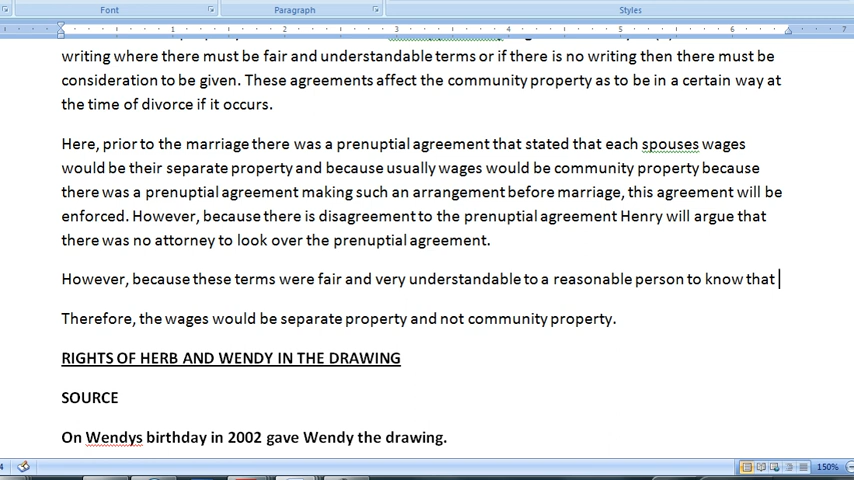 Font Paragraph Styles
1 2 3 4 5 6 7
writing where there must be fair and understandable terms or if there is no writing then there must be
consideration to be given. These agreements affect the community property as to be in a certain way at
the time of divorce if it occurs.
Here, prior to the marriage there was a prenuptial agreement that stated that each spouses wages
would be their separate property and because usually wages would be community property because
there was a prenuptial agreement making such an arrangement before marriage, this agreement will be
enforced. However, because there is disagreement to the prenuptial agreement Henry will argue that
there was no attorney to look over the prenuptial agreement.
However, because these terms were fair and very understandable to a reasonable person to know that
Therefore, the wages would be separate property and not community property.
RIGHTS OF HERB AND WENDY IN THE DRAWING
SOURCE
On Wendys birthday in 2002 gave Wendy the drawing.
4 150%